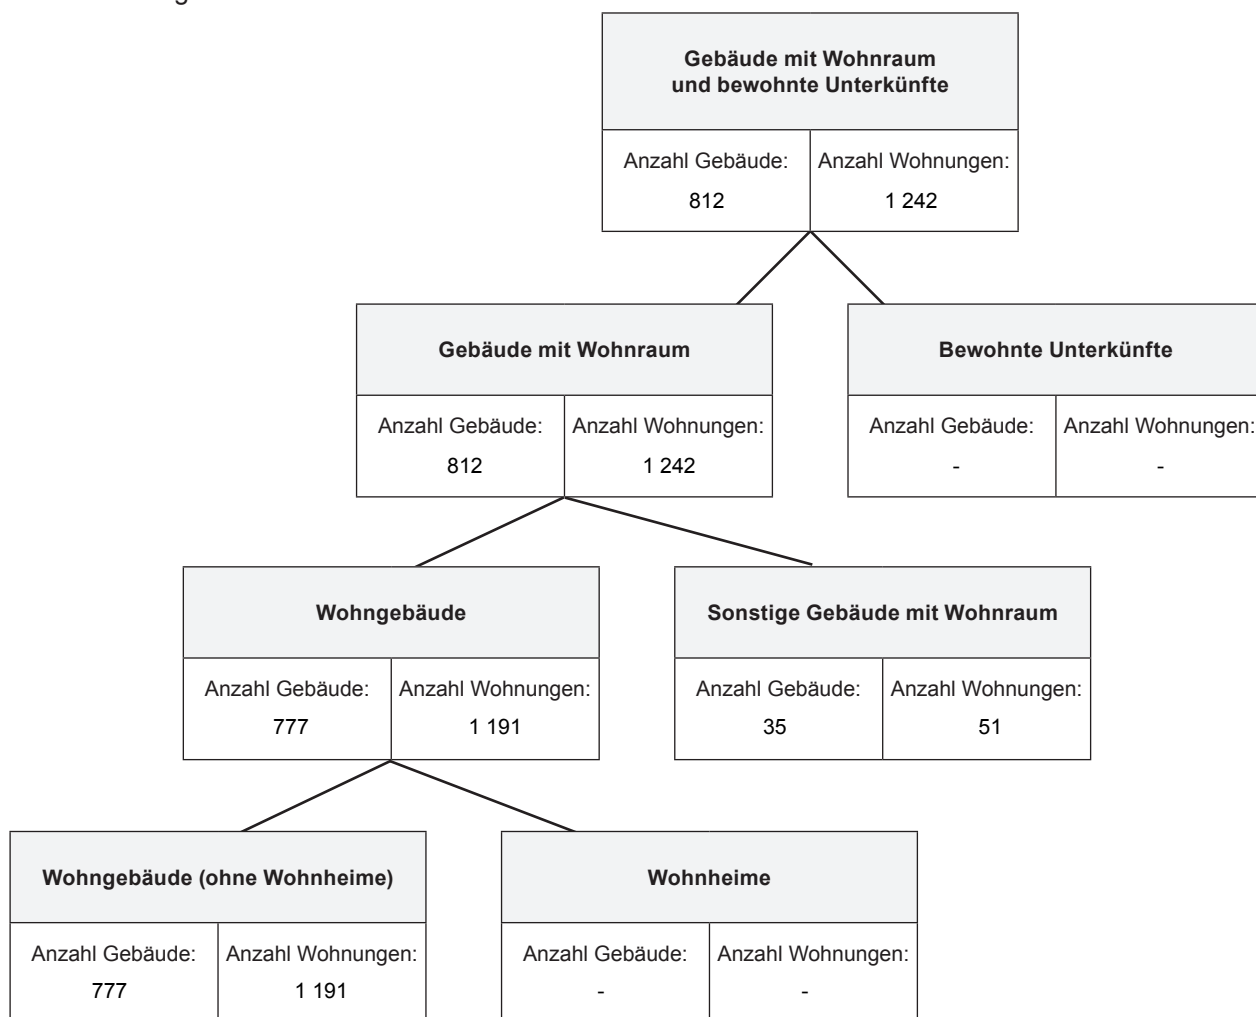 Gebäude mit Wohnraum
und bewohnte Unterkünfte
Anzahl Gebäude: Anzahl Wohnungen:
812 1 242
Gebäude mit Wohnraum Bewohnte Unterkünfte
Anzahl Gebäude: Anzahl Wohnungen: Anzahl Gebäude: Anzahl Wohnungen:
812 1 242 - -
Wohngebäude Sonstige Gebäude mit Wohnraum
Anzahl Gebäude: Anzahl Wohnungen: Anzahl Gebäude: Anzahl Wohnungen:
777 1 191 35 51
Wohngebäude (ohne Wohnheime) Wohnheime
Anzahl Gebäude: Anzahl Wohnungen: Anzahl Gebäude: Anzahl Wohnungen:
777 1 191 - -